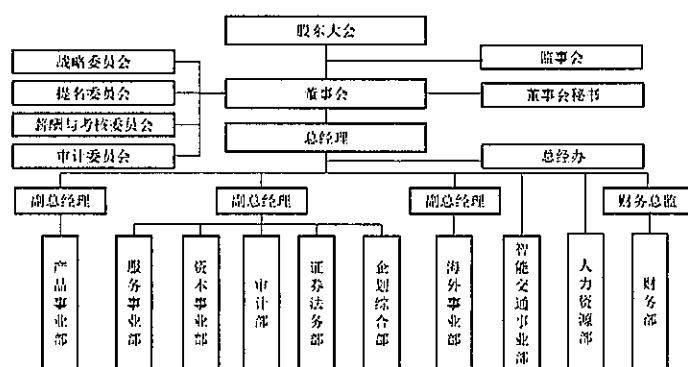 股东大会
监事会
战略委员会
提名委员会
董事会
董事会秘书
薪酬与考核委员会
总经理
审计委员会
总经办
副总经理
副总经理
副总经理
财务总监
产品事业部
服务事业部
资本事业部
审计部
证券法务部
企划综合部
海外事业部
智能交通事业部
人力资源部
财务部